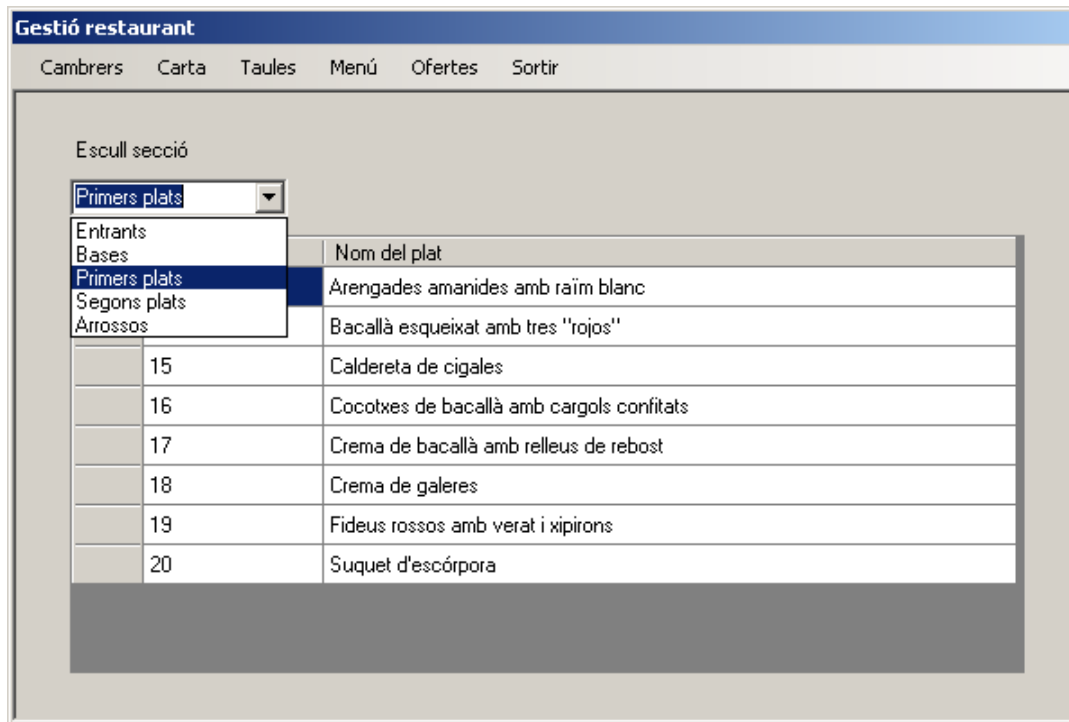 Gestió restaurant
Cambrers Carta Taules Menú Ofertes Sortir
Escull secció
Primers plats
Entrants
Bases
Primers plats
Segons plats
Arrossos
Nom del plat
Arengades amanides amb raïm blanc
Bacallà esqueixat amb tres "rojos"
15 Caldereta de cigales
16 Cocotxes de bacallà amb cargols confitats
17 Crema de bacallà amb relleus de rebost
18 Crema de galeres
19 Fideus rossos amb verat i xipirons
20 Suquet d'escórpora